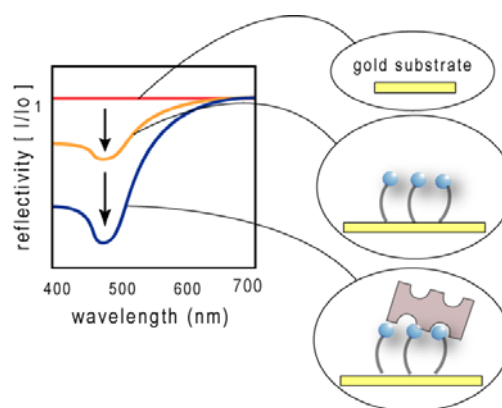 gold substrate
reflectivity [ I/Io ]
1
400 500 600 700
wavelength (nm)